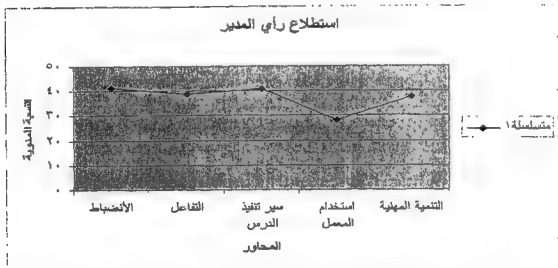 استطلاع رأي المدير
النسبة المئوية
٥٠
٤٠
٣٠
٢٠
١٠
٠
الأنضباط
التفاعل
سير تنفيذ
الدرس
استخدام
المعمل
التنمية المهنية
المحاور
متسلسلة١